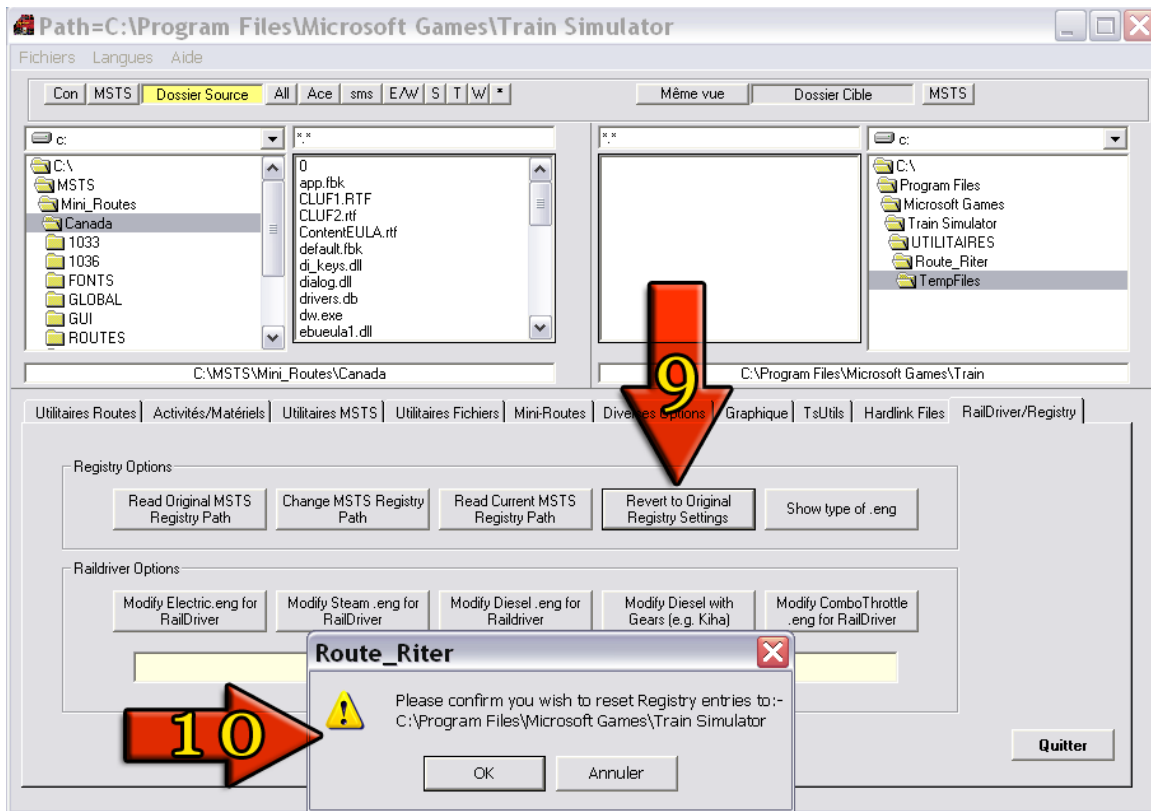 Path=C:\Program Files\Microsoft Games\Train Simulator
Fichiers Langues Aide
Con MSTS Dossier Source All Ace sms E/W S T W * Même vue Dossier Cible MSTS
c: *.* *.* c:
C:\
MSTS
Mini_Routes
Canada
1033
1036
FONTS
GLOBAL
GUI
ROUTES
0
app.fbk
CLUF1.RTF
CLUF2.rtf
ContentEULA.rtf
default.fbk
di_keys.dll
dialog.dll
drivers.db
dw.exe
ebueula1.dll
C:\
Program Files
Microsoft Games
Train Simulator
UTILITAIRES
Route_Riter
TempFiles
C:\MSTS\Mini_Routes\Canada C:\Program Files\Microsoft Games\Train
9
Utilitaires Routes Activités/Matériels Utilitaires MSTS Utilitaires Fichiers Mini-Routes Diverses Options Graphique TsUtils Hardlink Files RailDriver/Registry
Registry Options
Read Original MSTS Registry Path
Change MSTS Registry Path
Read Current MSTS Registry Path
Revert to Original Registry Settings
Show type of .eng
Raildriver Options
Modify Electric.eng for RailDriver
Modify Steam .eng for RailDriver
Modify Diesel .eng for Raildriver
Modify Diesel with Gears (e.g. Kiha)
Modify ComboThrottle .eng for RailDriver
Route_Riter
10
Please confirm you wish to reset Registry entries to:-
C:\Program Files\Microsoft Games\Train Simulator
OK Annuler
Quitter